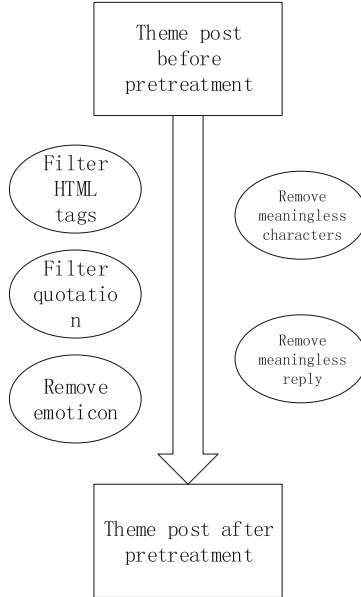 Theme post
before
pretreatment
Filter
HTML
tags
Filter
quotatio
n
Remove
emoticon
Remove
meaningless
characters
Remove
meaningless
reply
Theme post after
pretreatment